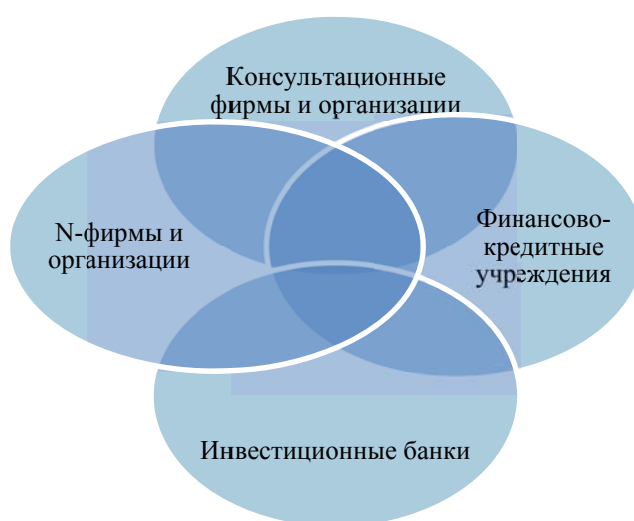 Консультационные
фирмы и организации
N-фирмы и
организации
Финансово-
кредитные
учреждения
Инвестиционные банки